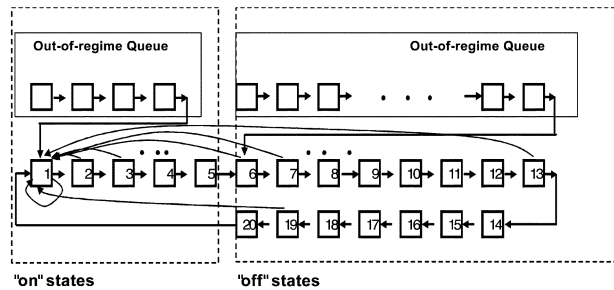 Out-of-regime Queue
Out-of-regime Queue
1 2 3 4 5 6 7 8 9 10 11 12 13
20 19 18 17 16 15 14
"on" states
"off" states